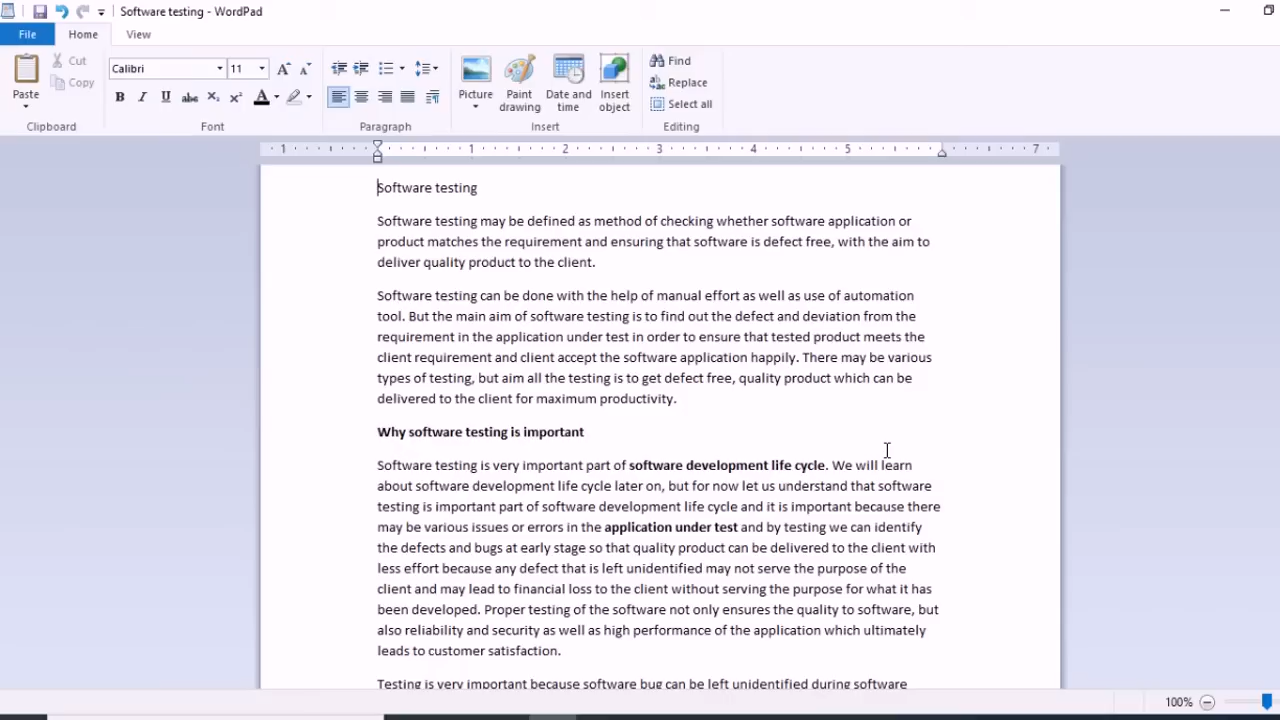 Software testing - WordPad
File Home View
Cut
Copy
Paste
Clipboard
Calibri 11
B I U abc X₂ X² A
Font
Paragraph
Picture
Paint drawing
Date and time
Insert object
Insert
Find
Replace
Select all
Editing
1 1 2 3 4 5 7
Software testing
Software testing may be defined as method of checking whether software application or
product matches the requirement and ensuring that software is defect free, with the aim to
deliver quality product to the client.
Software testing can be done with the help of manual effort as well as use of automation
tool. But the main aim of software testing is to find out the defect and deviation from the
requirement in the application under test in order to ensure that tested product meets the
client requirement and client accept the software application happily. There may be various
types of testing, but aim all the testing is to get defect free, quality product which can be
delivered to the client for maximum productivity.
Why software testing is important
Software testing is very important part of software development life cycle. We will learn
about software development life cycle later on, but for now let us understand that software
testing is important part of software development life cycle and it is important because there
may be various issues or errors in the application under test and by testing we can identify
the defects and bugs at early stage so that quality product can be delivered to the client with
less effort because any defect that is left unidentified may not serve the purpose of the
client and may lead to financial loss to the client without serving the purpose for what it has
been developed. Proper testing of the software not only ensures the quality to software, but
also reliability and security as well as high performance of the application which ultimately
leads to customer satisfaction.
Testing is very important because software bug can be left unidentified during software
100%